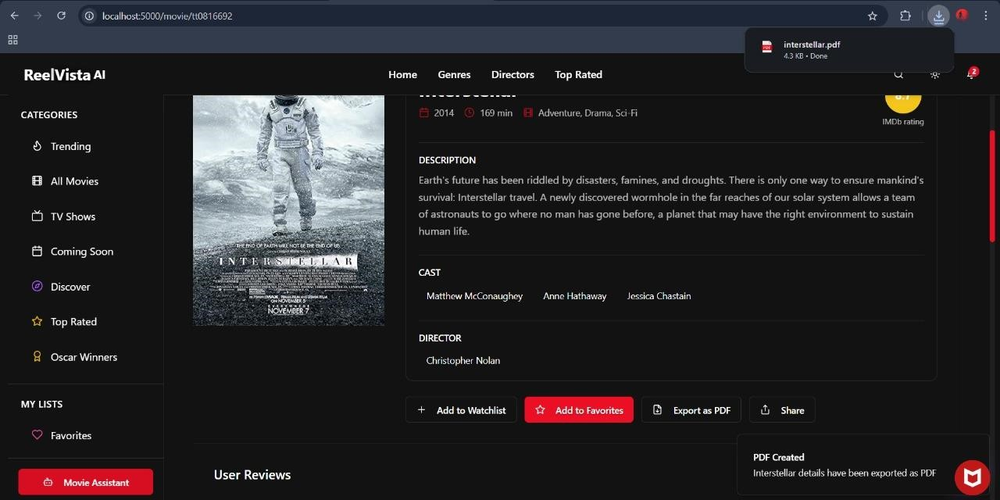 localhost:5000/movie/tt0816692
interstellar.pdf
4.3 KB • Done
ReelVista AI
Home
Genres
Directors
Top Rated
2
CATEGORIES
Trending
All Movies
TV Shows
Coming Soon
Discover
Top Rated
Oscar Winners
MY LISTS
Favorites
Movie Assistant
THE END OF EARTH WILL NOT BE THE END OF US
INTERSTELLAR
ON NOVEMBER 5
EVERYWHERE
NOVEMBER 7
Interstellar
8.7
IMDb rating
2014
169 min
Adventure, Drama, Sci-Fi
DESCRIPTION
Earth's future has been riddled by disasters, famines, and droughts. There is only one way to ensure mankind's
survival: Interstellar travel. A newly discovered wormhole in the far reaches of our solar system allows a team
of astronauts to go where no man has gone before, a planet that may have the right environment to sustain
human life.
CAST
Matthew McConaughey
Anne Hathaway
Jessica Chastain
DIRECTOR
Christopher Nolan
Add to Watchlist
Add to Favorites
Export as PDF
Share
User Reviews
PDF Created
Interstellar details have been exported as PDF